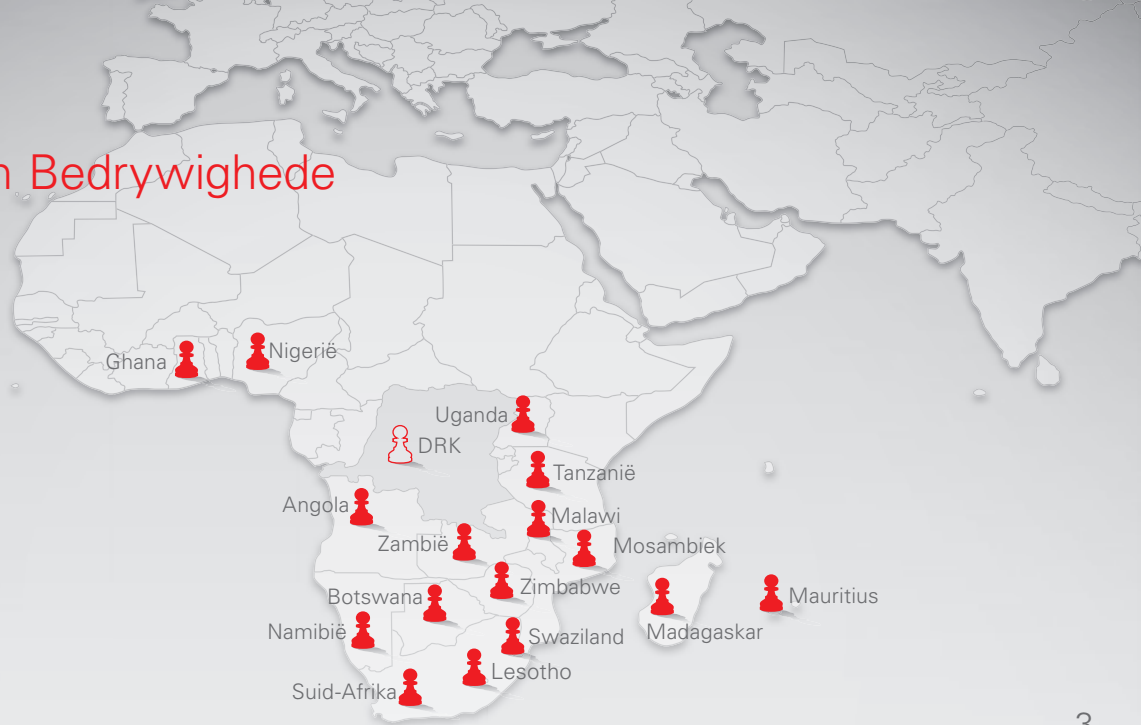 Bedrywighede
Ghana
Nigerië
Uganda
DRK
Tanzanië
Angola
Malawi
Zambië
Mosambiek
Zimbabwe
Botswana
Mauritius
Namibië
Swaziland
Madagaskar
Lesotho
Suid-Afrika